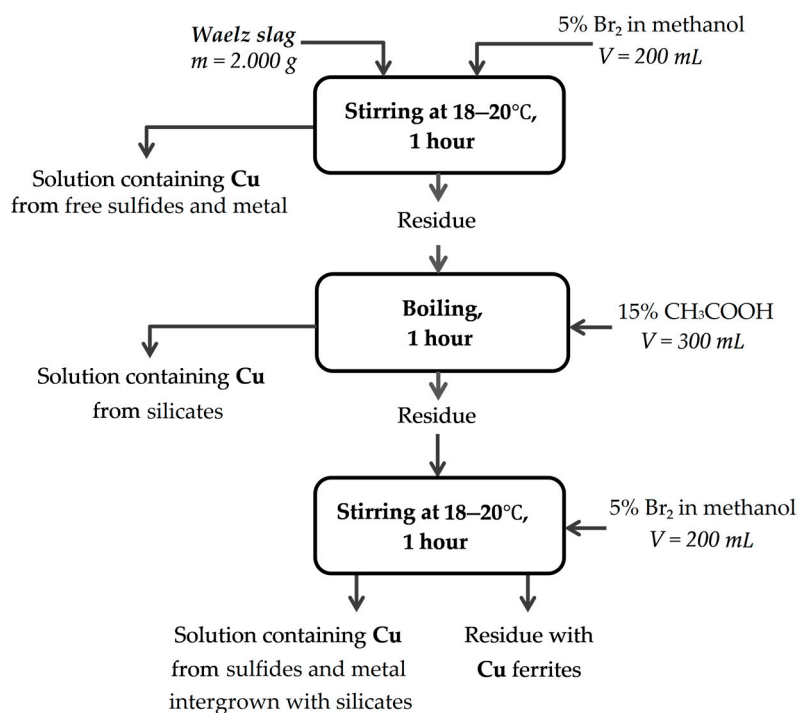 Waelz slag
m = 2.000 g
5% Br₂ in methanol
V = 200 mL
Stirring at 18–20°C,
1 hour
Solution containing Cu
from free sulfides and metal
Residue
Boiling,
1 hour
15% CH₃COOH
V = 300 mL
Solution containing Cu
from silicates
Residue
Stirring at 18–20°C,
1 hour
5% Br₂ in methanol
V = 200 mL
Solution containing Cu
from sulfides and metal
intergrown with silicates
Residue with
Cu ferrites